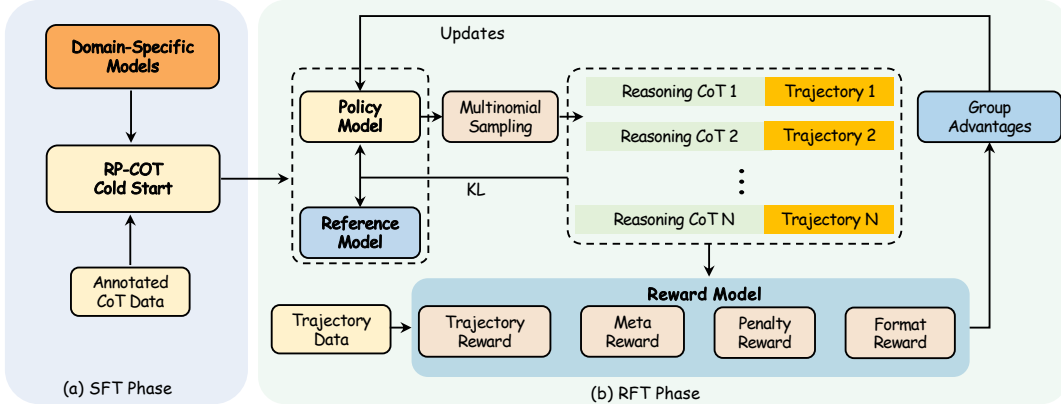 Domain-Specific
Models
RP-COT
Cold Start
Annotated
CoT Data
(a) SFT Phase
Updates
Policy
Model
Multinomial
Sampling
Reasoning CoT 1
Trajectory 1
Reasoning CoT 2
Trajectory 2
Reasoning CoT N
Trajectory N
Group
Advantages
KL
Reference
Model
Reward Model
Trajectory
Data
Trajectory
Reward
Meta
Reward
Penalty
Reward
Format
Reward
(b) RFT Phase